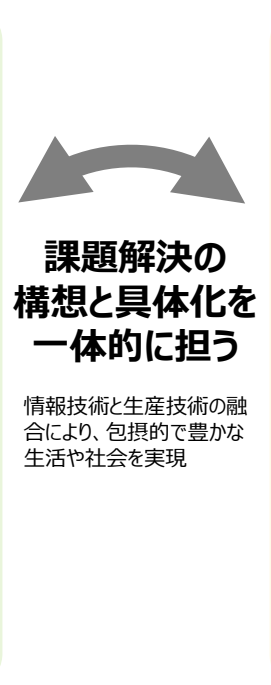 課題解決の
構想と具体化を
一体的に担う
情報技術と生産技術の融
合により、包摂的で豊かな
生活や社会を実現